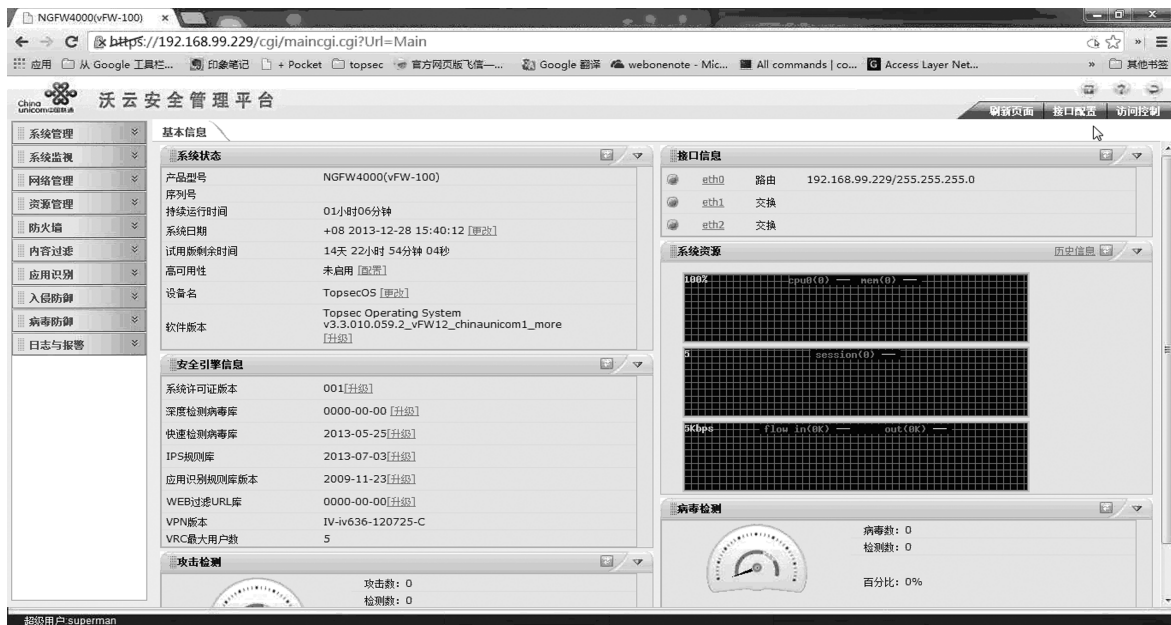 NGFW4000(vFW-100)
https://192.168.99.229/cgi/maincgi.cgi?Url=Main
应用 从 Google 工具栏... 印象笔记 + Pocket topsec 官方网页版飞信—... Google 翻译 webonenote - Mic... All commands | co... Access Layer Net... » 其他书签
China unicom中国联通 沃云安全管理平台
刷新页面 接口配置 访问控制
系统管理
系统监视
网络管理
资源管理
防火墙
内容过滤
应用识别
入侵防御
病毒防御
日志与报警
基本信息
系统状态
产品型号 NGFW4000(vFW-100)
序列号
持续运行时间 01小时06分钟
系统日期 +08 2013-12-28 15:40:12 [更改]
试用版剩余时间 14天 22小时 54分钟 04秒
高可用性 未启用 [配置]
设备名 TopsecOS [更改]
软件版本 Topsec Operating System
v3.3.010.059.2_vFW12_chinaunicom1_more
[升级]
安全引擎信息
系统许可证版本 001[升级]
深度检测病毒库 0000-00-00 [升级]
快速检测病毒库 2013-05-25[升级]
IPS规则库 2013-07-03[升级]
应用识别规则库版本 2009-11-23[升级]
WEB过滤URL库 0000-00-00[升级]
VPN版本 IV-iv636-120725-C
VRC最大用户数 5
攻击检测
攻击数: 0
检测数: 0
接口信息
eth0 路由 192.168.99.229/255.255.255.0
eth1 交换
eth2 交换
系统资源 历史信息
100% cpu0(0) — mem(0) —
5 session(0) —
5Kbps flow in(0K) — out(0K) —
病毒检测
病毒数: 0
检测数: 0
百分比: 0%
超级用户:superman